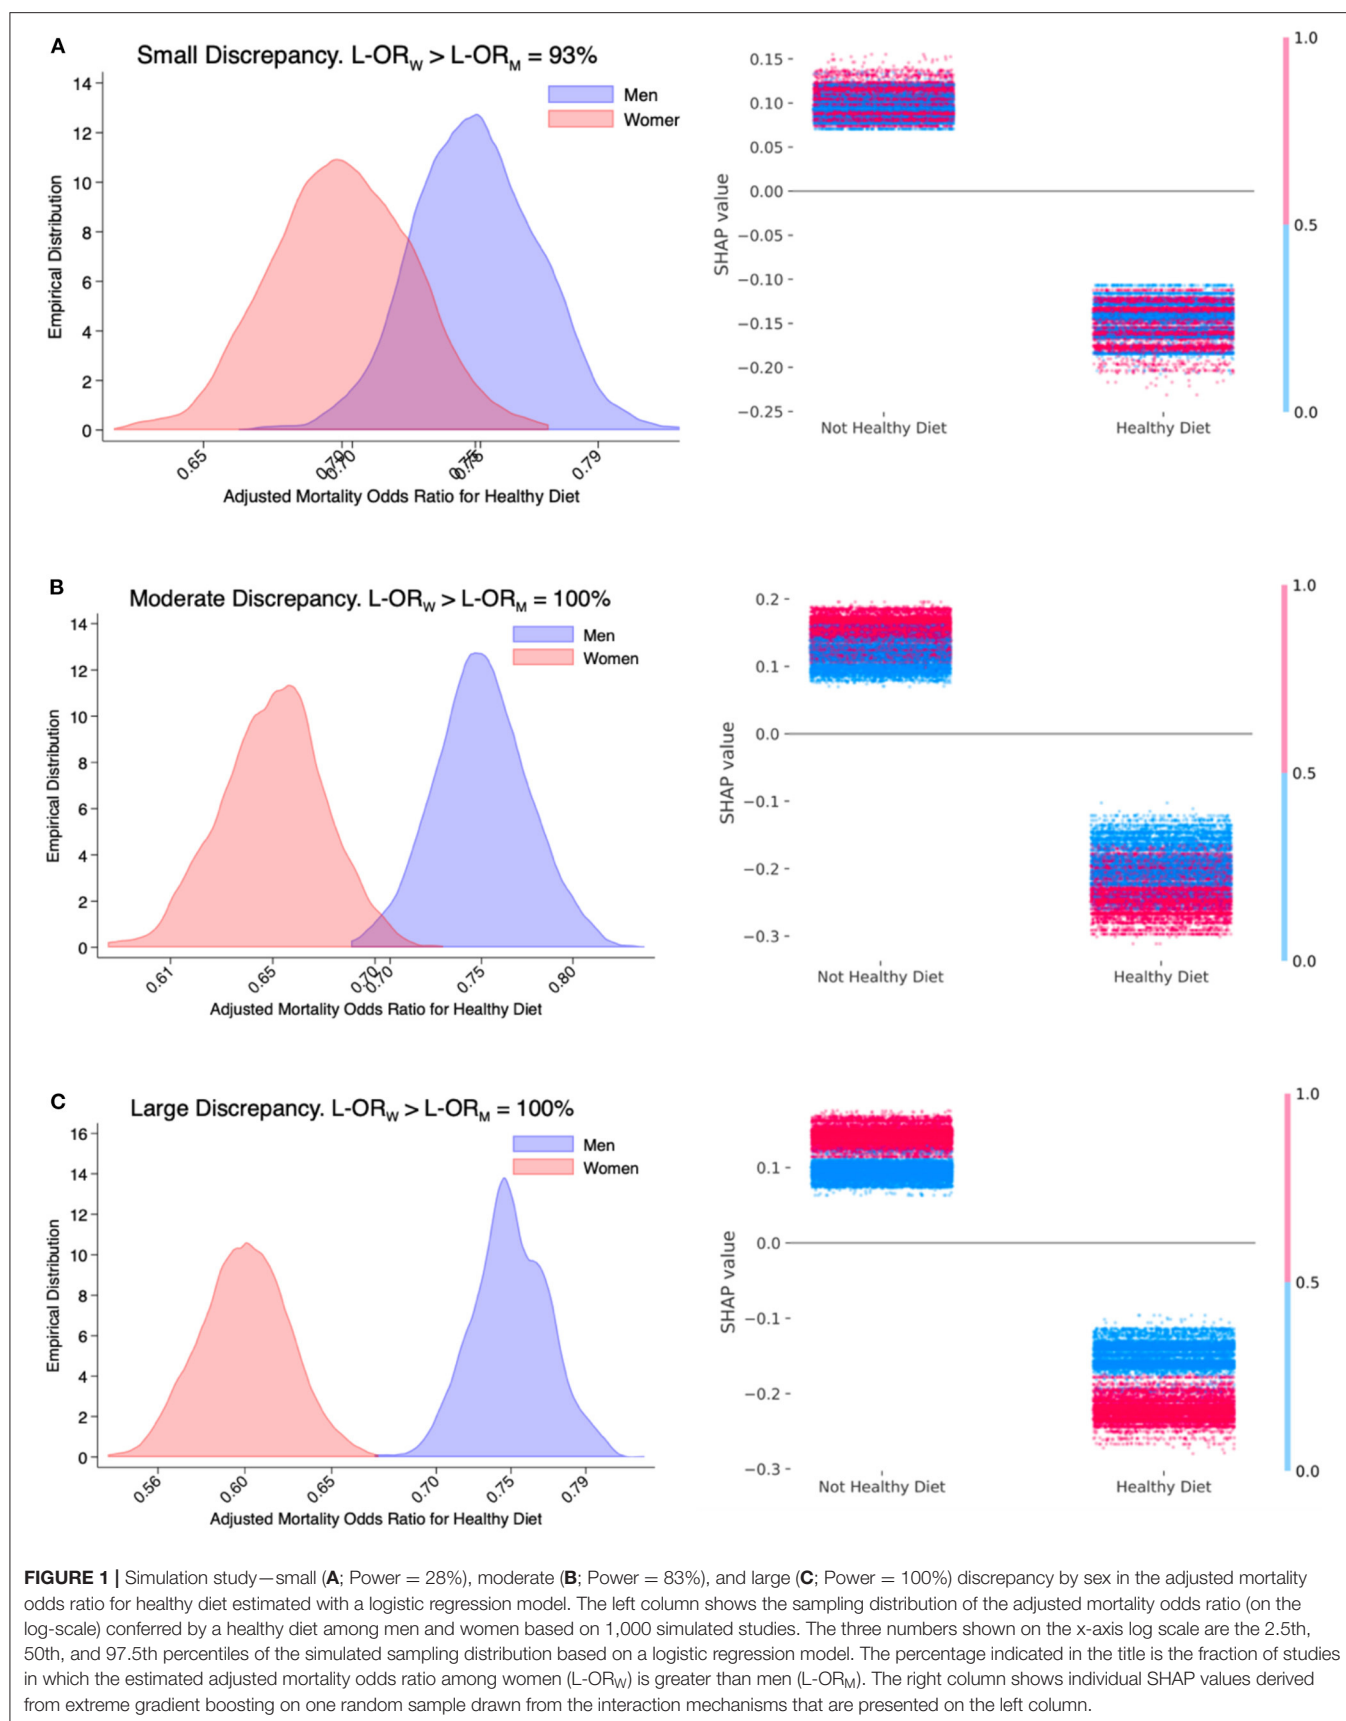 A
Small Discrepancy. L-ORW > L-ORM = 93%
Men
Women
14
12
10
8
6
4
2
0
Empirical Distribution
0.65
0.70
0.70
0.75
0.79
Adjusted Mortality Odds Ratio for Healthy Diet
0.15
0.10
0.05
0.00
−0.05
−0.10
−0.15
−0.20
−0.25
SHAP value
Not Healthy Diet
Healthy Diet
1.0
0.5
0.0
B
Moderate Discrepancy. L-ORW > L-ORM = 100%
Men
Women
14
12
10
8
6
4
2
0
Empirical Distribution
0.61
0.65
0.70
0.70
0.75
0.80
Adjusted Mortality Odds Ratio for Healthy Diet
0.2
0.1
0.0
−0.1
−0.2
−0.3
SHAP value
Not Healthy Diet
Healthy Diet
1.0
0.5
0.0
C
Large Discrepancy. L-ORW > L-ORM = 100%
Men
Women
16
14
12
10
8
6
4
2
0
Empirical Distribution
0.56
0.60
0.65
0.70
0.75
0.79
Adjusted Mortality Odds Ratio for Healthy Diet
0.1
0.0
−0.1
−0.2
−0.3
SHAP value
Not Healthy Diet
Healthy Diet
1.0
0.5
0.0
FIGURE 1 | Simulation study—small (A; Power = 28%), moderate (B; Power = 83%), and large (C; Power = 100%) discrepancy by sex in the adjusted mortality
odds ratio for healthy diet estimated with a logistic regression model. The left column shows the sampling distribution of the adjusted mortality odds ratio (on the
log-scale) conferred by a healthy diet among men and women based on 1,000 simulated studies. The three numbers shown on the x-axis log scale are the 2.5th,
50th, and 97.5th percentiles of the simulated sampling distribution based on a logistic regression model. The percentage indicated in the title is the fraction of studies
in which the estimated adjusted mortality odds ratio among women (L-ORW) is greater than men (L-ORM). The right column shows individual SHAP values derived
from extreme gradient boosting on one random sample drawn from the interaction mechanisms that are presented on the left column.